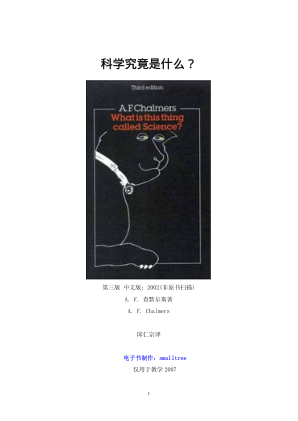 科学究竟是什么？
Third edition
A.F.Chalmers
What is this thing
called Science?
第三版 中文版：2002(非原书扫描)
A. F. 查默尔斯著
A. F. Chalmers
邱仁宗译
电子书制作：smalltree
仅用于教学 2007
1